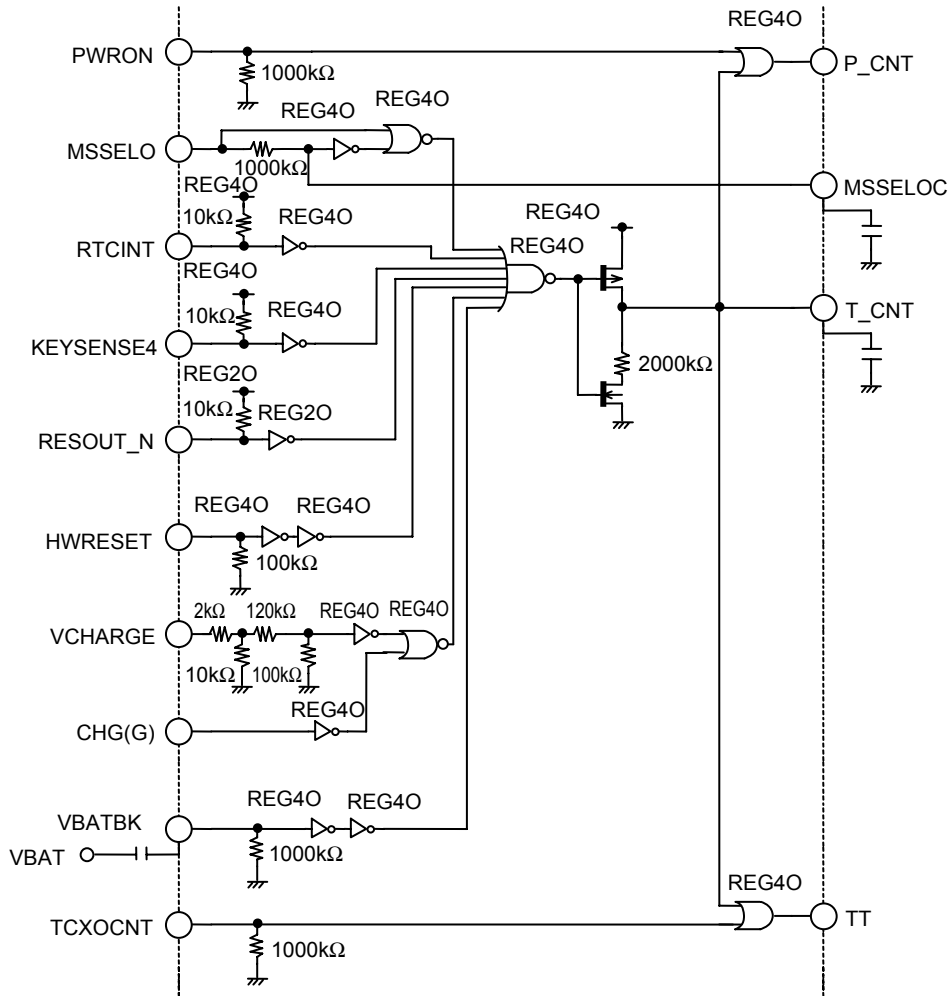 REG4O
PWRON
P_CNT
1000kΩ
REG4O
REG4O
MSSELO
1000kΩ
MSSELOC
REG4O
10kΩ
REG4O
REG4O
RTCINT
REG4O
REG4O
10kΩ
REG4O
T_CNT
KEYSENSE4
2000kΩ
REG2O
10kΩ
REG2O
RESOUT_N
REG4O
REG4O
HWRESET
100kΩ
2kΩ
120kΩ
REG4O
REG4O
VCHARGE
10kΩ
100kΩ
REG4O
CHG(G)
REG4O
REG4O
VBATBK
VBAT
1000kΩ
REG4O
TCXOCNT
TT
1000kΩ